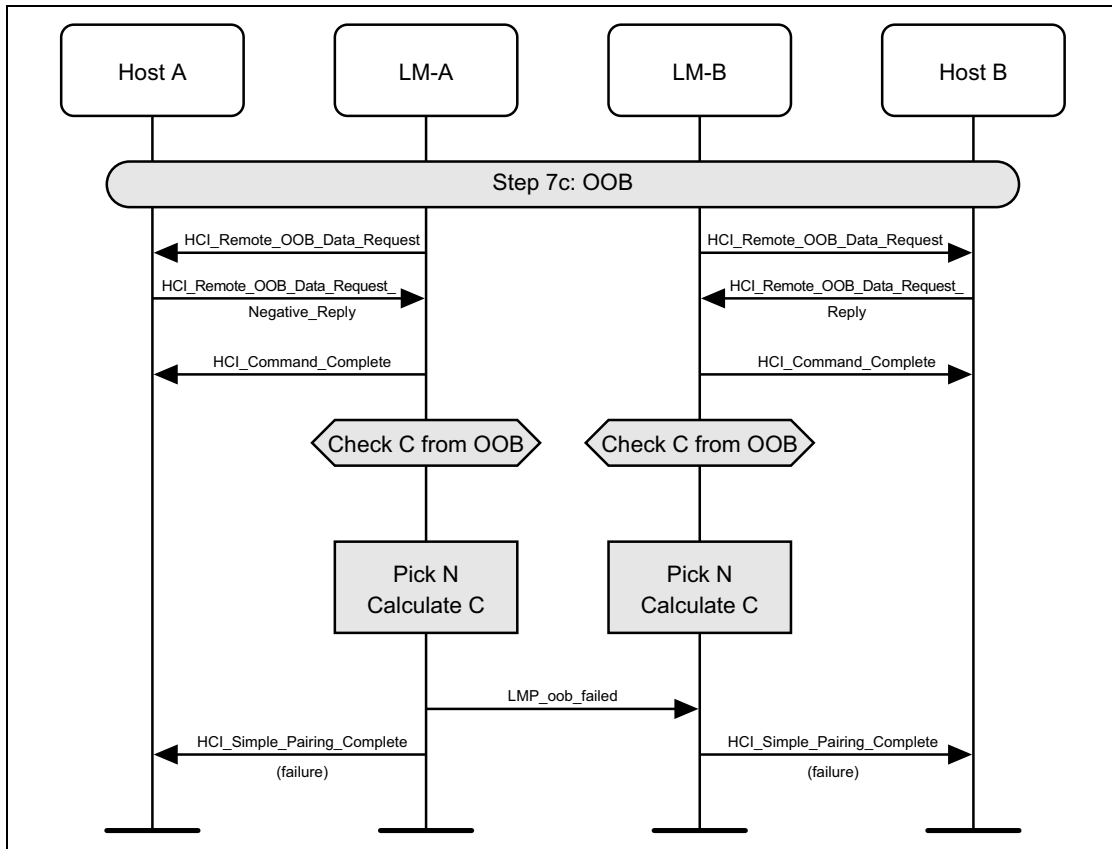 Host A
LM-A
LM-B
Host B
Step 7c: OOB
HCI_Remote_OOB_Data_Request
HCI_Remote_OOB_Data_Request
HCI_Remote_OOB_Data_Request_
Negative_Reply
HCI_Remote_OOB_Data_Request_
Reply
HCI_Command_Complete
HCI_Command_Complete
Check C from OOB
Check C from OOB
Pick N
Calculate C
Pick N
Calculate C
LMP_oob_failed
HCI_Simple_Pairing_Complete
(failure)
HCI_Simple_Pairing_Complete
(failure)